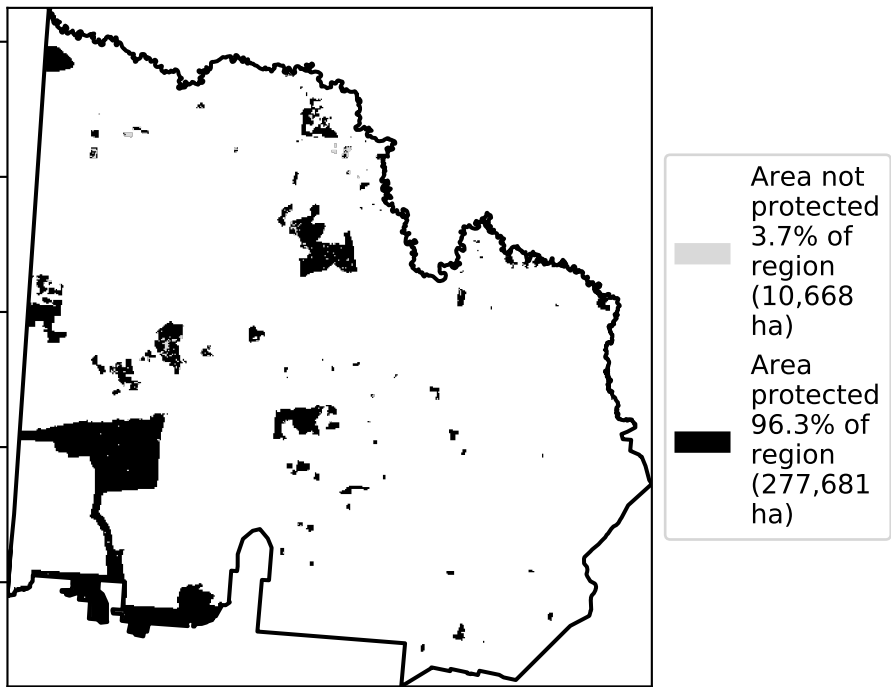 Area not
protected
3.7% of
region
(10,668
ha)
Area
protected
96.3% of
region
(277,681
ha)